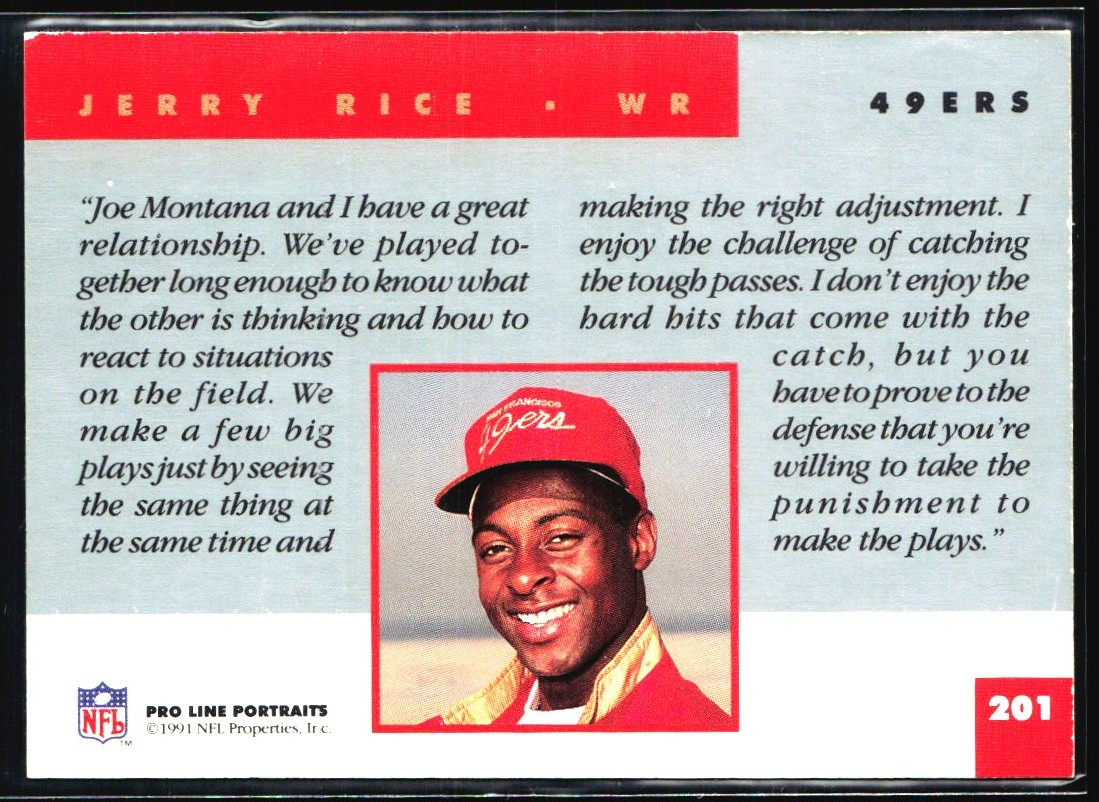 JERRY RICE · WR
49ERS
“Joe Montana and I have a great
relationship. We’ve played to-
gether long enough to know what
the other is thinking and how to
react to situations
on the field. We
make a few big
plays just by seeing
the same thing at
the same time and
making the right adjustment. I
enjoy the challenge of catching
the tough passes. I don’t enjoy the
hard hits that come with the
catch, but you
have to prove to the
defense that you’re
willing to take the
punishment to
make the plays.”
SAN FRANCISCO
49ers
NFL
TM
PRO LINE PORTRAITS
©1991 NFL Properties, Inc.
201